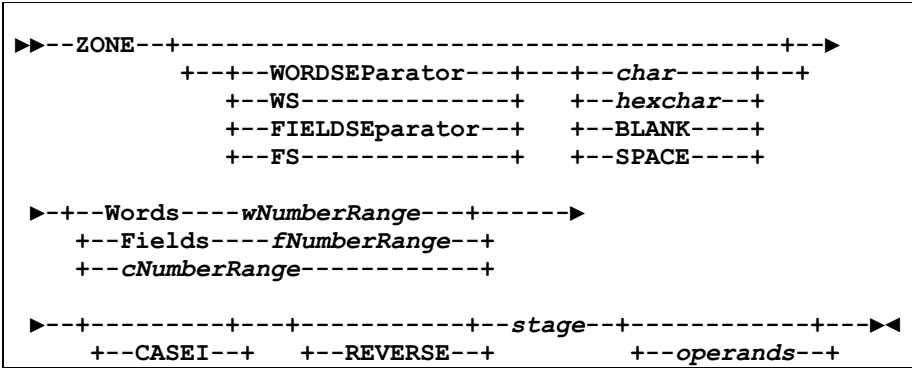 ►►--ZONE--+----------------------------------------+--►
+--+--WORDSEParator---+---+--char-----+--+
+--WS--------------+ +--hexchar--+
+--FIELDSEparator--+ +--BLANK----+
+--FS--------------+ +--SPACE----+
►-+--Words----wNumberRange---+------►
+--Fields----fNumberRange--+
+--cNumberRange------------+
►--+---------+---+-----------+--stage--+------------+---►◄
+--CASEI--+ +--REVERSE--+ +--operands--+